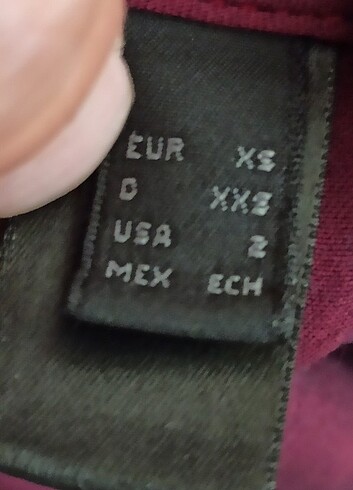 EUR XS
D XXS
USA 2
MEX ECH